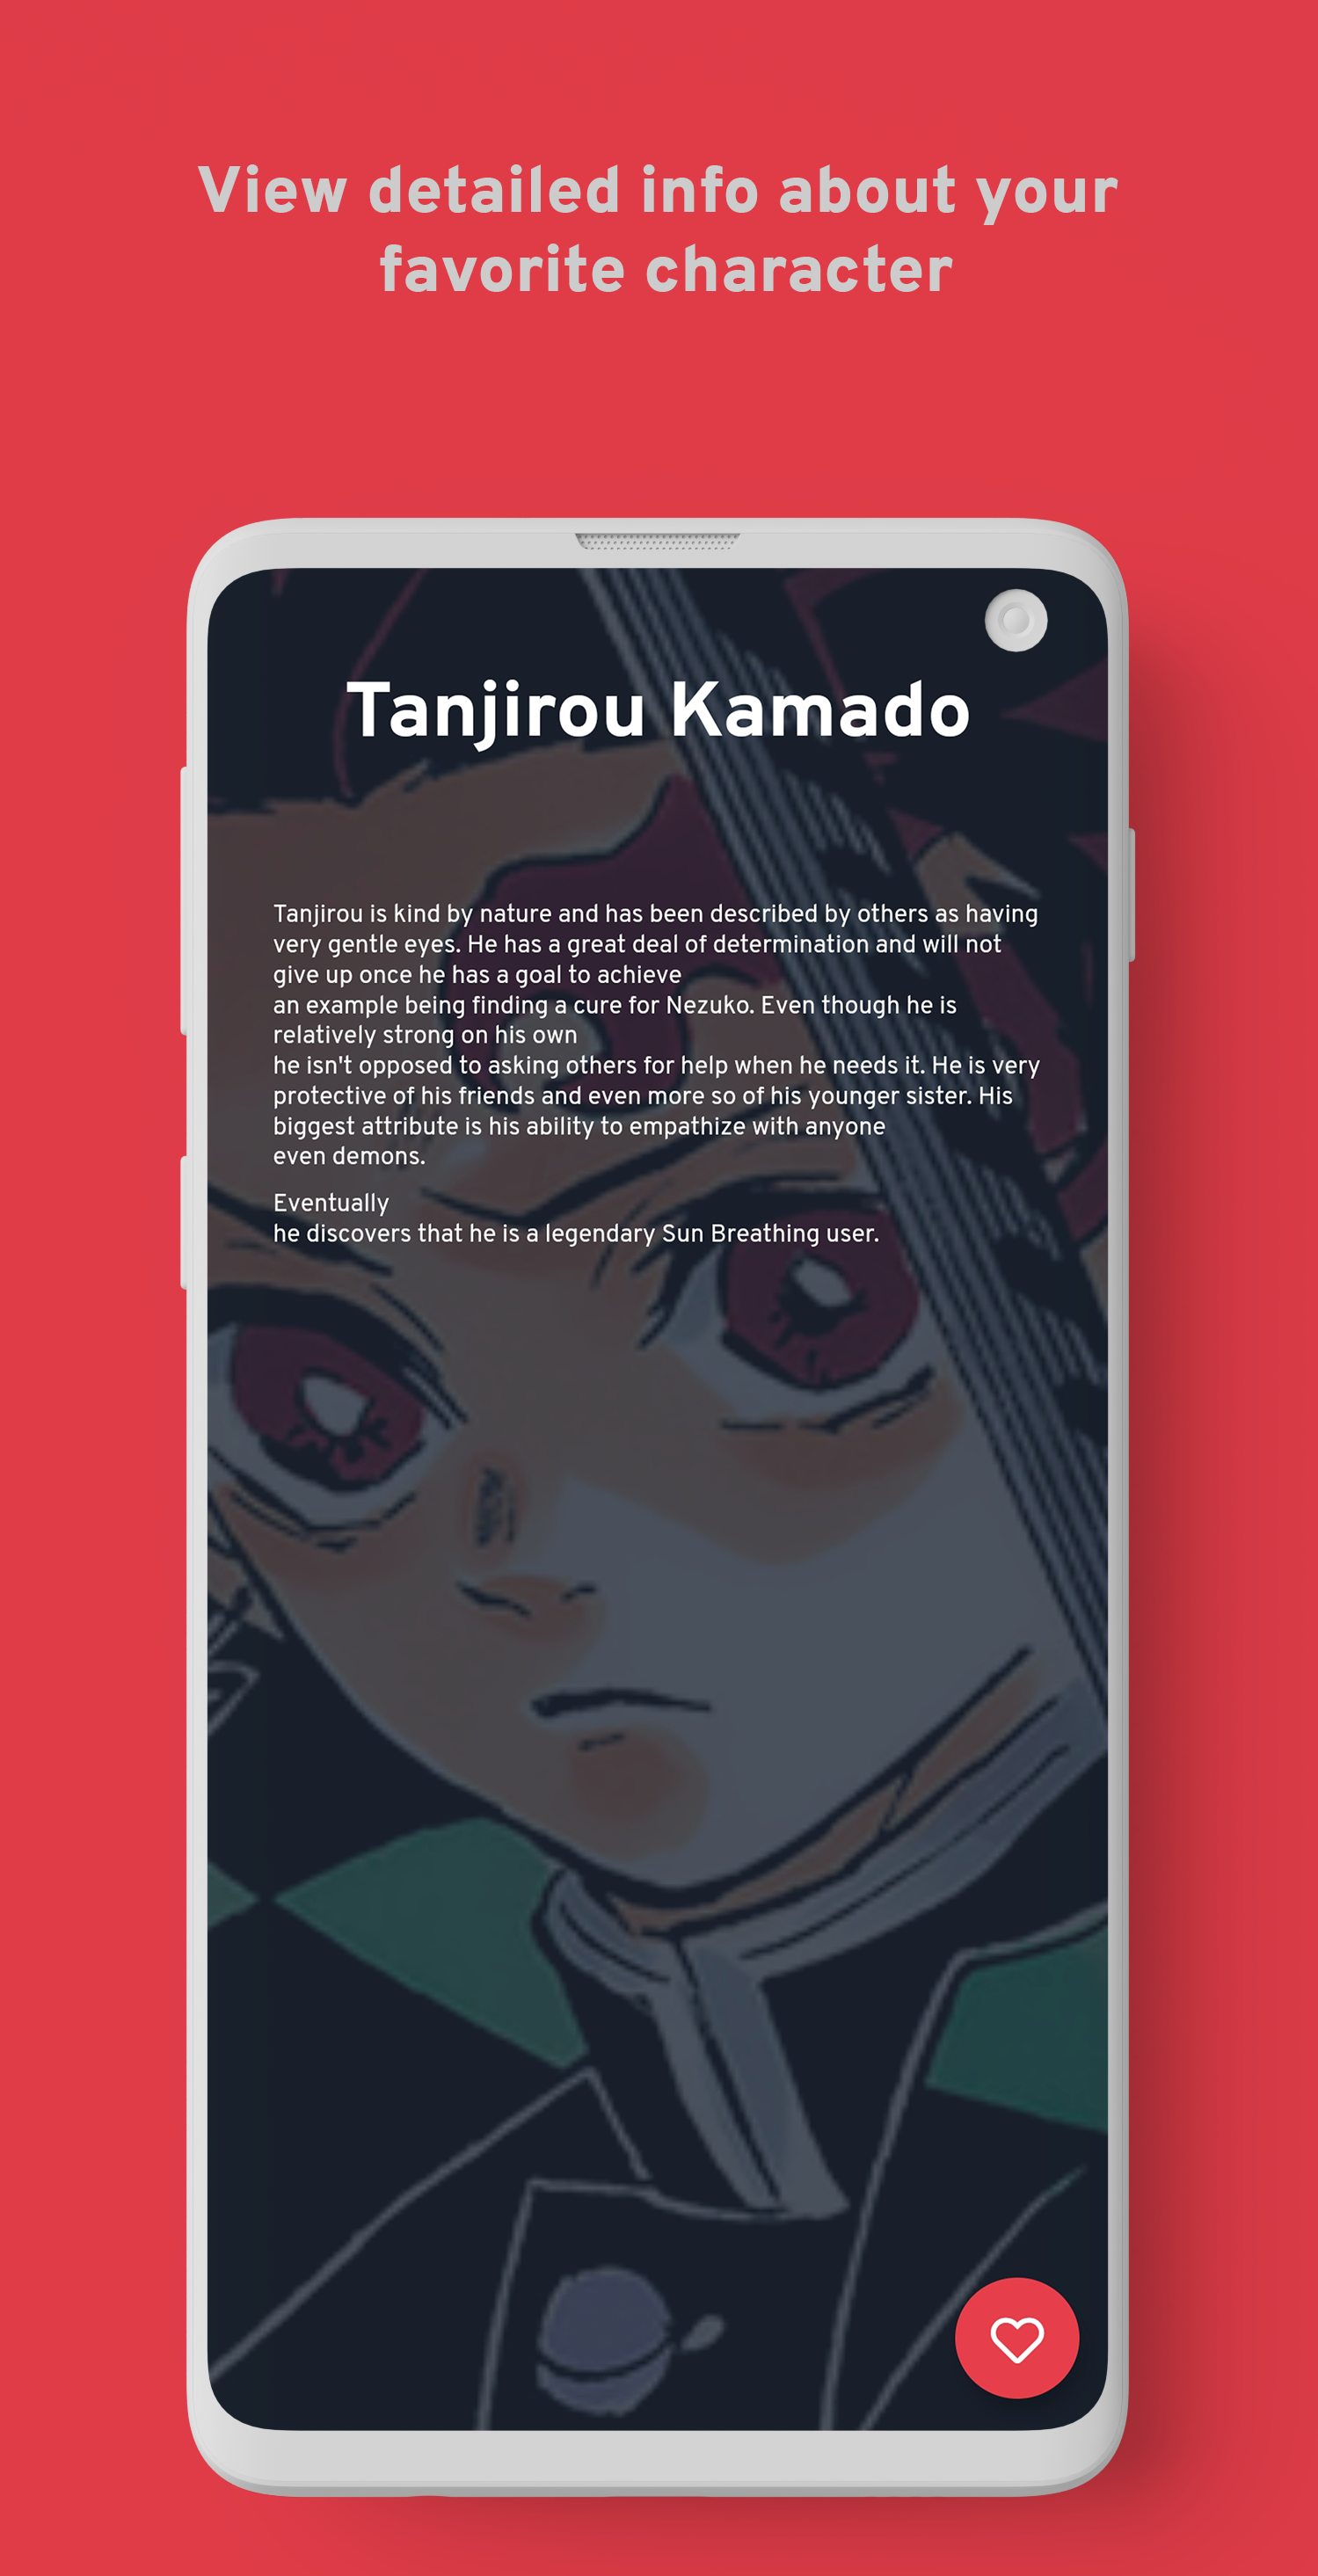 View detailed info about your
favorite character
Tanjirou Kamado
Tanjirou is kind by nature and has been described by others as having
very gentle eyes. He has a great deal of determination and will not
give up once he has a goal to achieve
an example being finding a cure for Nezuko. Even though he is
relatively strong on his own
he isn't opposed to asking others for help when he needs it. He is very
protective of his friends and even more so of his younger sister. His
biggest attribute is his ability to empathize with anyone
even demons.
Eventually
he discovers that he is a legendary Sun Breathing user.